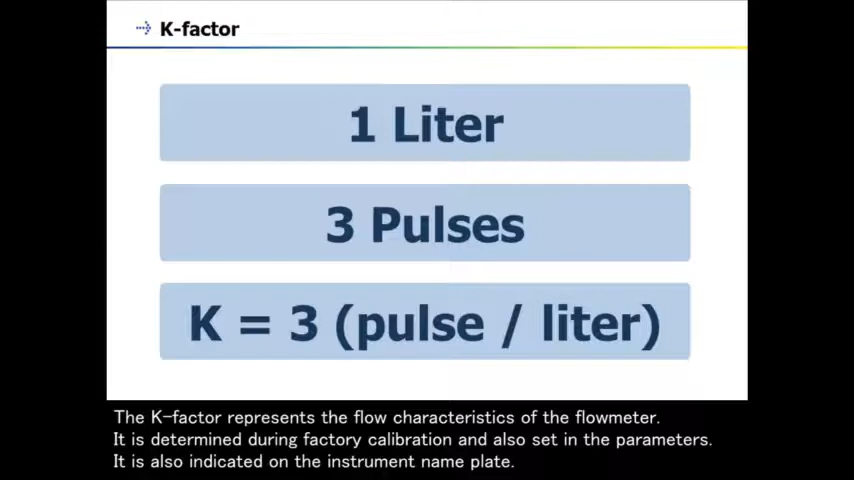 K-factor
1 Liter
3 Pulses
K = 3 (pulse / liter)
The K-factor represents the flow characteristics of the flowmeter.
It is determined during factory calibration and also set in the parameters.
It is also indicated on the instrument name plate.